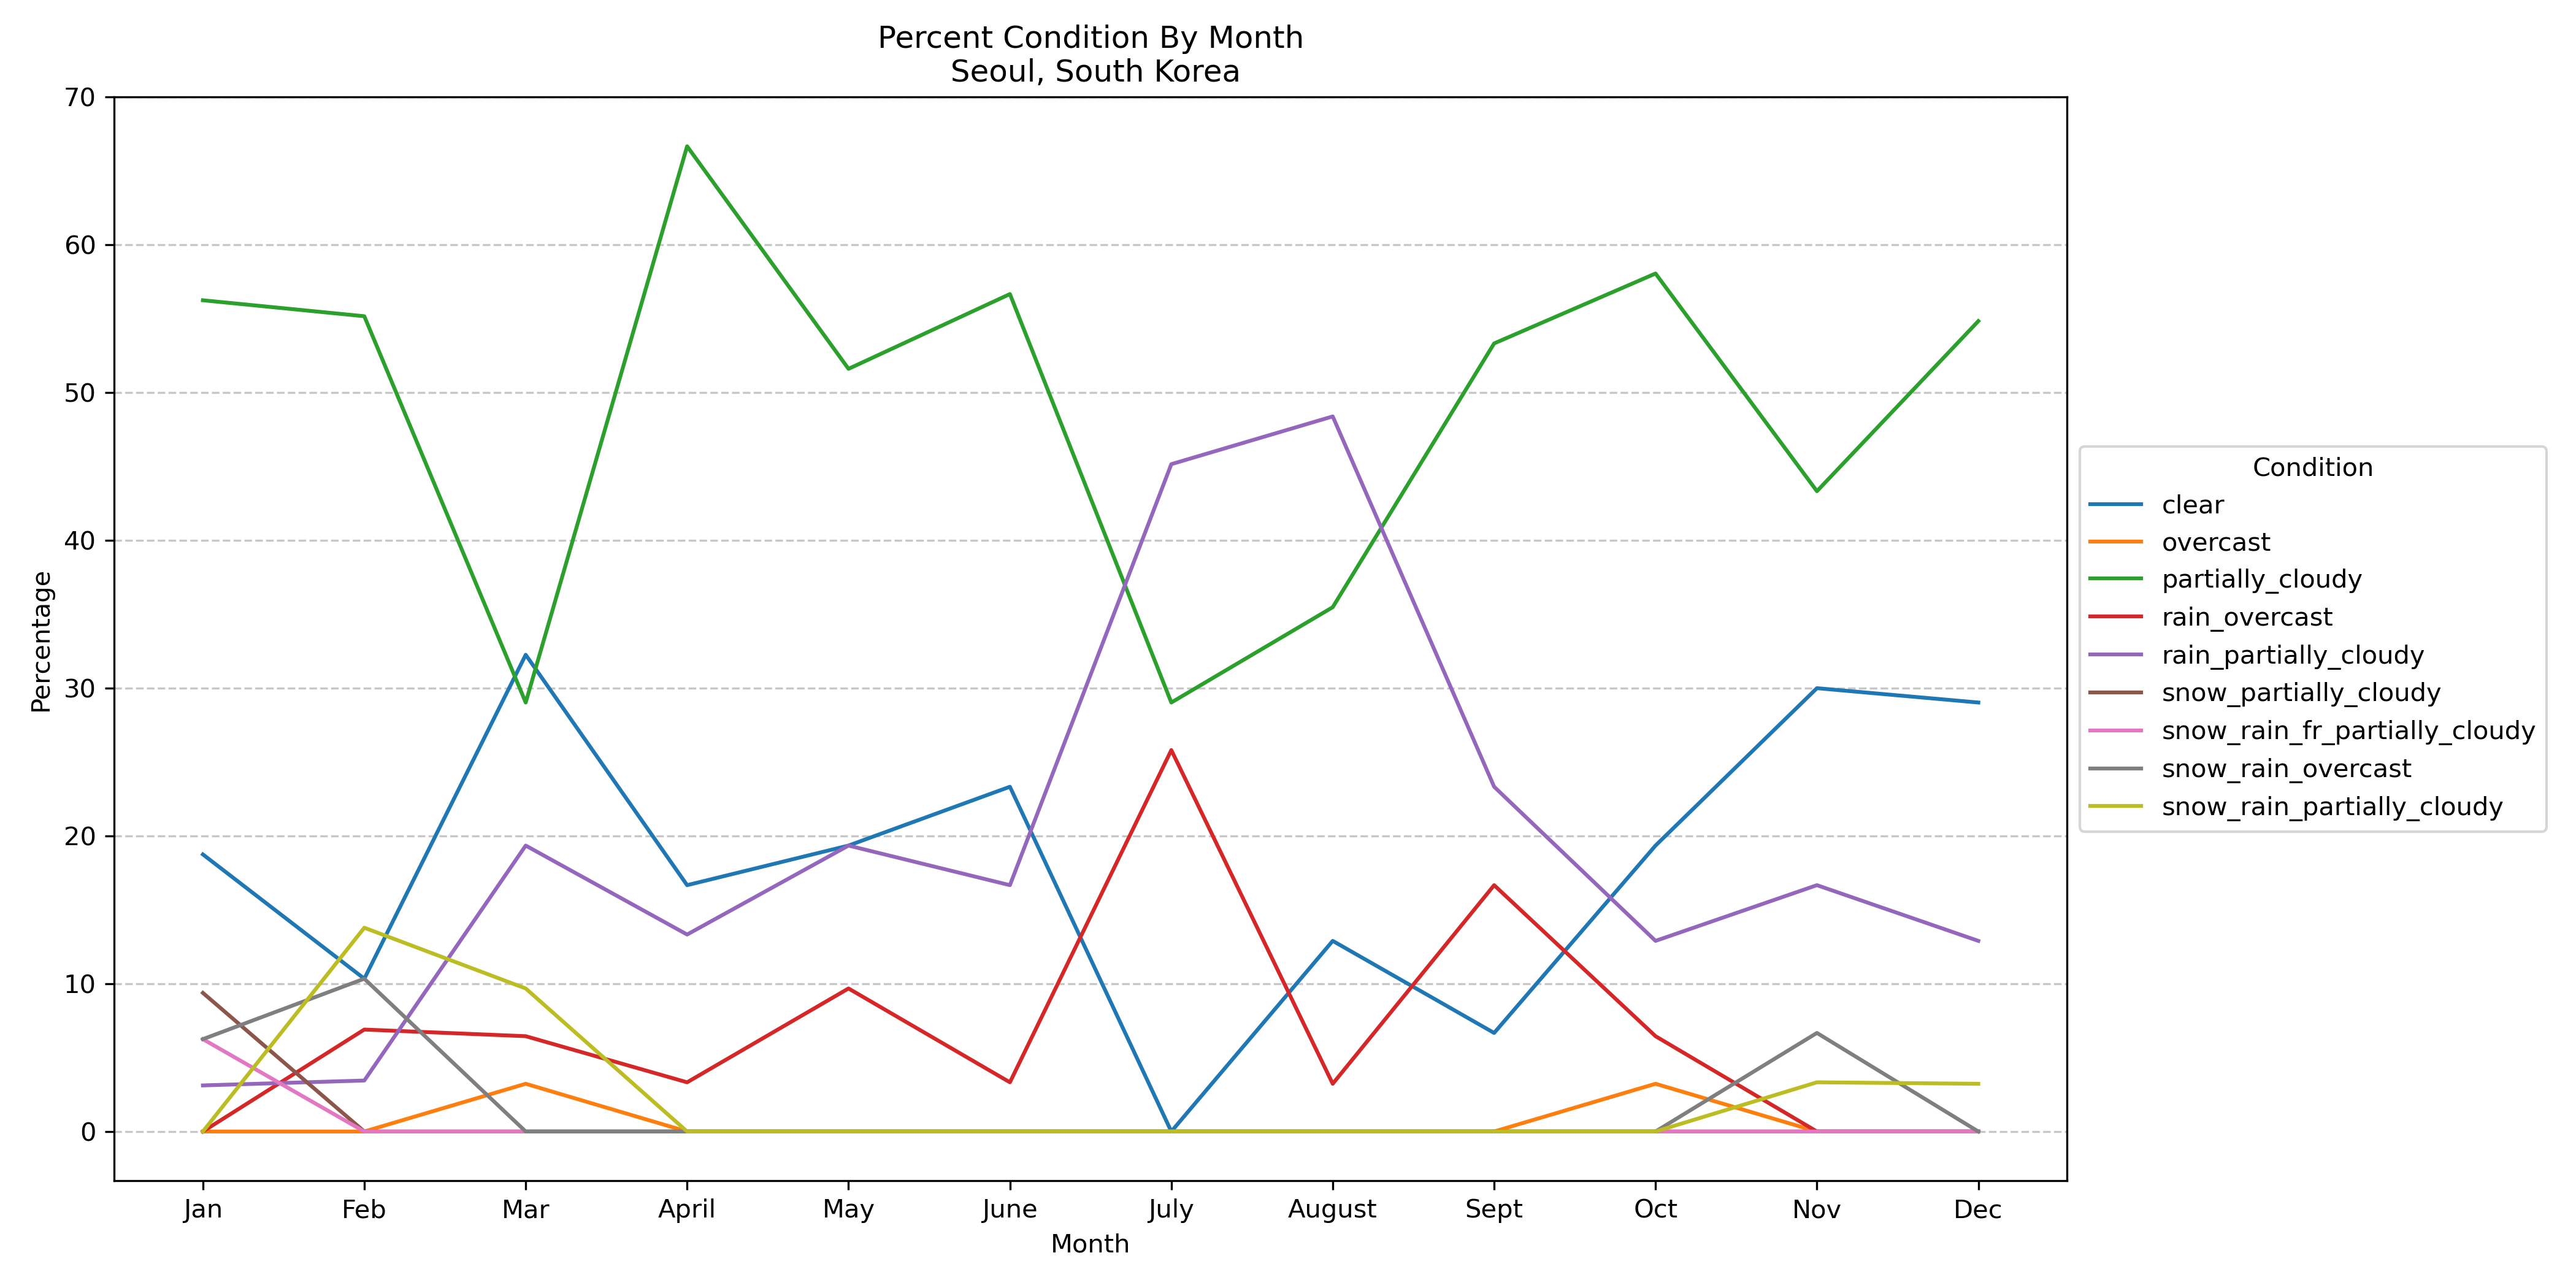 Percent Condition By Month
Seoul, South Korea
70
60
50
40
30
20
10
0
Percentage
Jan Feb Mar April May June July August Sept Oct Nov Dec
Month
Condition
clear
overcast
partially_cloudy
rain_overcast
rain_partially_cloudy
snow_partially_cloudy
snow_rain_fr_partially_cloudy
snow_rain_overcast
snow_rain_partially_cloudy